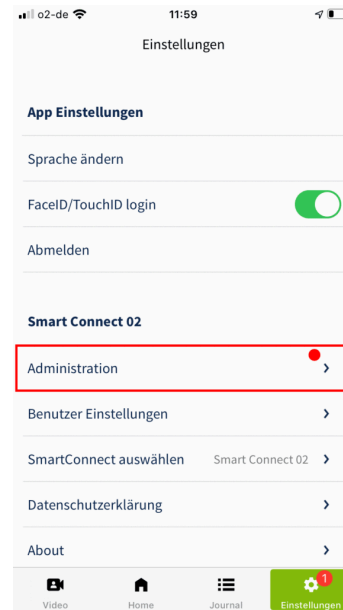 o2-de 11:59
Einstellungen
App Einstellungen
Sprache ändern
FaceID/TouchID login
Abmelden
Smart Connect 02
Administration
Benutzer Einstellungen
SmartConnect auswählen Smart Connect 02
Datenschutzerklärung
About
1
Video Home Journal Einstellungen